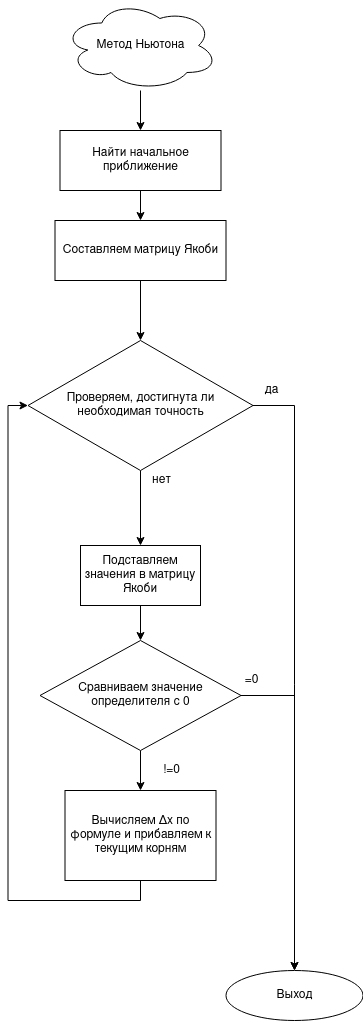 Метод Ньютона
Найти начальное
приближение
Составляем матрицу Якоби
Проверяем, достигнута ли
необходимая точность
да
нет
Подставляем
значения в матрицу
Якоби
Сравниваем значение
определителя с 0
=0
!=0
Вычисляем Δx по
формуле и прибавляем к
текущим корням
Выход